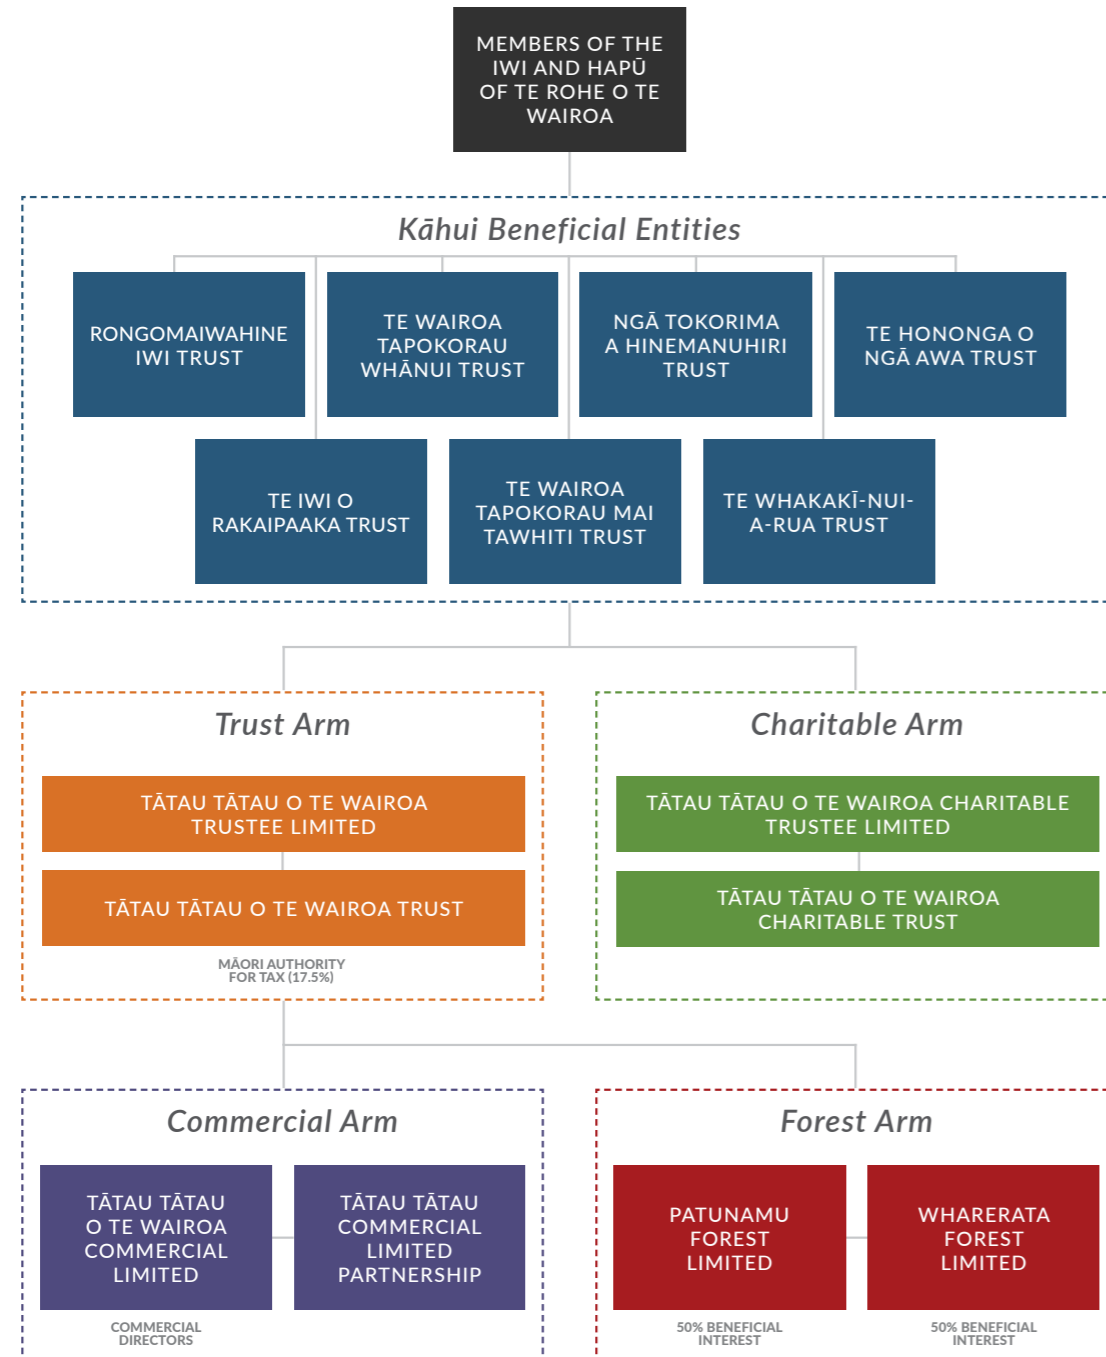 MEMBERS OF THE
IWI AND HAPŪ
OF TE ROHE O TE
WAIROA
Kāhui Beneficial Entities
RONGOMAIWAHINE
IWI TRUST
TE WAIROA
TAPOKORAU
WHĀNUI TRUST
NGĀ TOKORIMA
A HINEMANUHIRI
TRUST
TE HONONGA O
NGĀ AWA TRUST
TE IWI O
RAKAIPAAKA TRUST
TE WAIROA
TAPOKORAU MAI
TAWHITI TRUST
TE WHAKAKĪ-NUI-
A-RUA TRUST
Trust Arm
TĀTAU TĀTAU O TE WAIROA
TRUSTEE LIMITED
TĀTAU TĀTAU O TE WAIROA TRUST
MĀORI AUTHORITY
FOR TAX (17.5%)
Charitable Arm
TĀTAU TĀTAU O TE WAIROA CHARITABLE
TRUSTEE LIMITED
TĀTAU TĀTAU O TE WAIROA
CHARITABLE TRUST
Commercial Arm
TĀTAU TĀTAU
O TE WAIROA
COMMERCIAL
LIMITED
COMMERCIAL
DIRECTORS
TĀTAU TĀTAU
COMMERCIAL
LIMITED
PARTNERSHIP
Forest Arm
PATUNAMU
FOREST
LIMITED
50% BENEFICIAL
INTEREST
WHARERATA
FOREST
LIMITED
50% BENEFICIAL
INTEREST